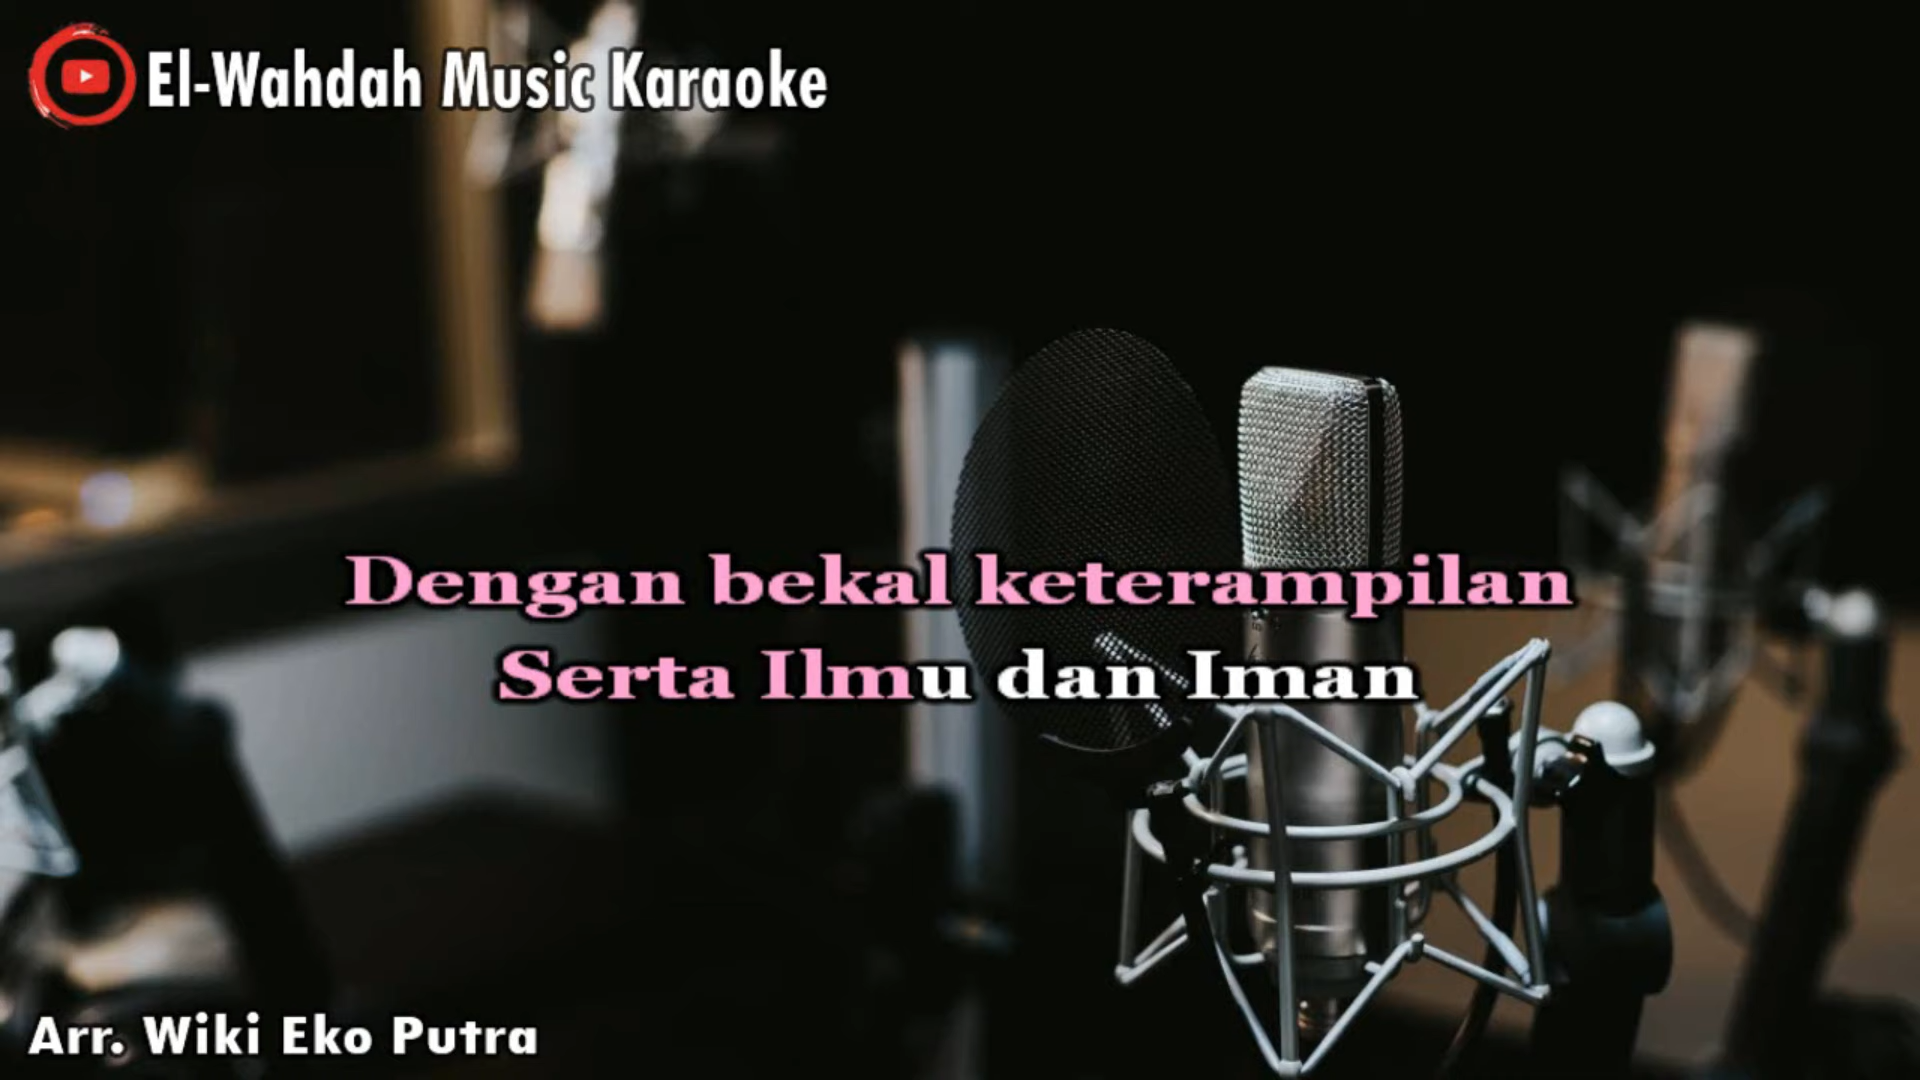 El-Wahdah Music Karaoke
Dengan bekal keterampilan
Serta Ilmu dan Iman
Arr. Wiki Eko Putra